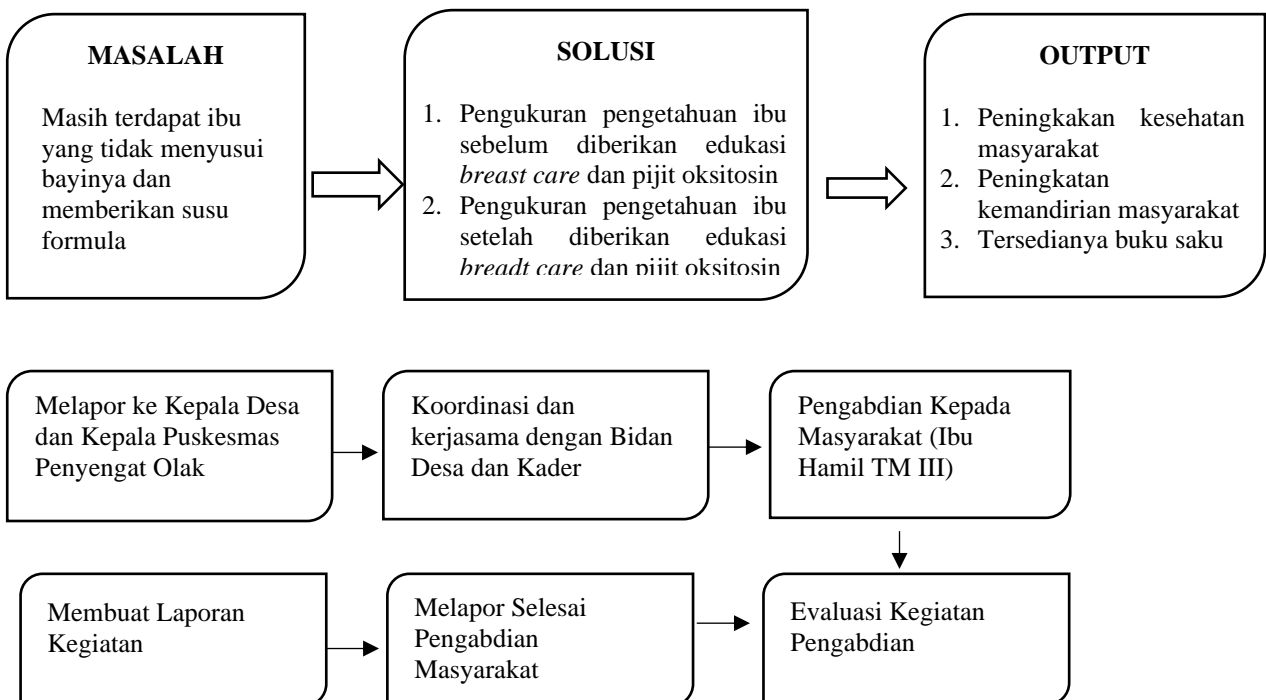 MASALAH
Masih terdapat ibu
yang tidak menyusui
bayinya dan
memberikan susu
formula
SOLUSI
1. Pengukuran pengetahuan ibu
sebelum diberikan edukasi
breast care dan pijit oksitosin
2. Pengukuran pengetahuan ibu
setelah diberikan edukasi
breadt care dan pijit oksitosin
OUTPUT
1. Peningkakan kesehatan
masyarakat
2. Peningkatan
kemandirian masyarakat
3. Tersedianya buku saku
Melapor ke Kepala Desa
dan Kepala Puskesmas
Penyengat Olak
Koordinasi dan
kerjasama dengan Bidan
Desa dan Kader
Pengabdian Kepada
Masyarakat (Ibu
Hamil TM III)
Membuat Laporan
Kegiatan
Melapor Selesai
Pengabdian
Masyarakat
Evaluasi Kegiatan
Pengabdian